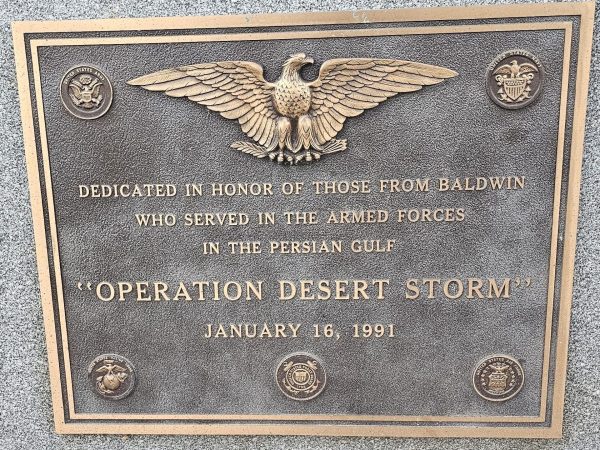 DEDICATED IN HONOR OF THOSE FROM BALDWIN
WHO SERVED IN THE ARMED FORCES
IN THE PERSIAN GULF
"OPERATION DESERT STORM"
JANUARY 16, 1991